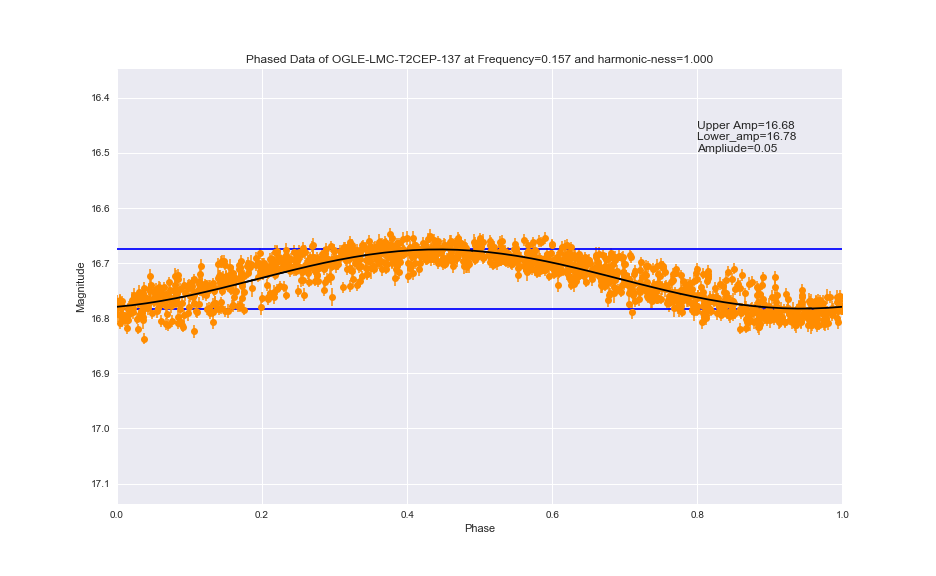 Phased Data of OGLE-LMC-T2CEP-137 at Frequency=0.157 and harmonic-ness=1.000
Upper Amp=16.68
Lower_amp=16.78
Ampliude=0.05
16.4
16.5
16.6
16.7
16.8
16.9
17.0
17.1
Magnitude
0.0 0.2 0.4 0.6 0.8 1.0
Phase